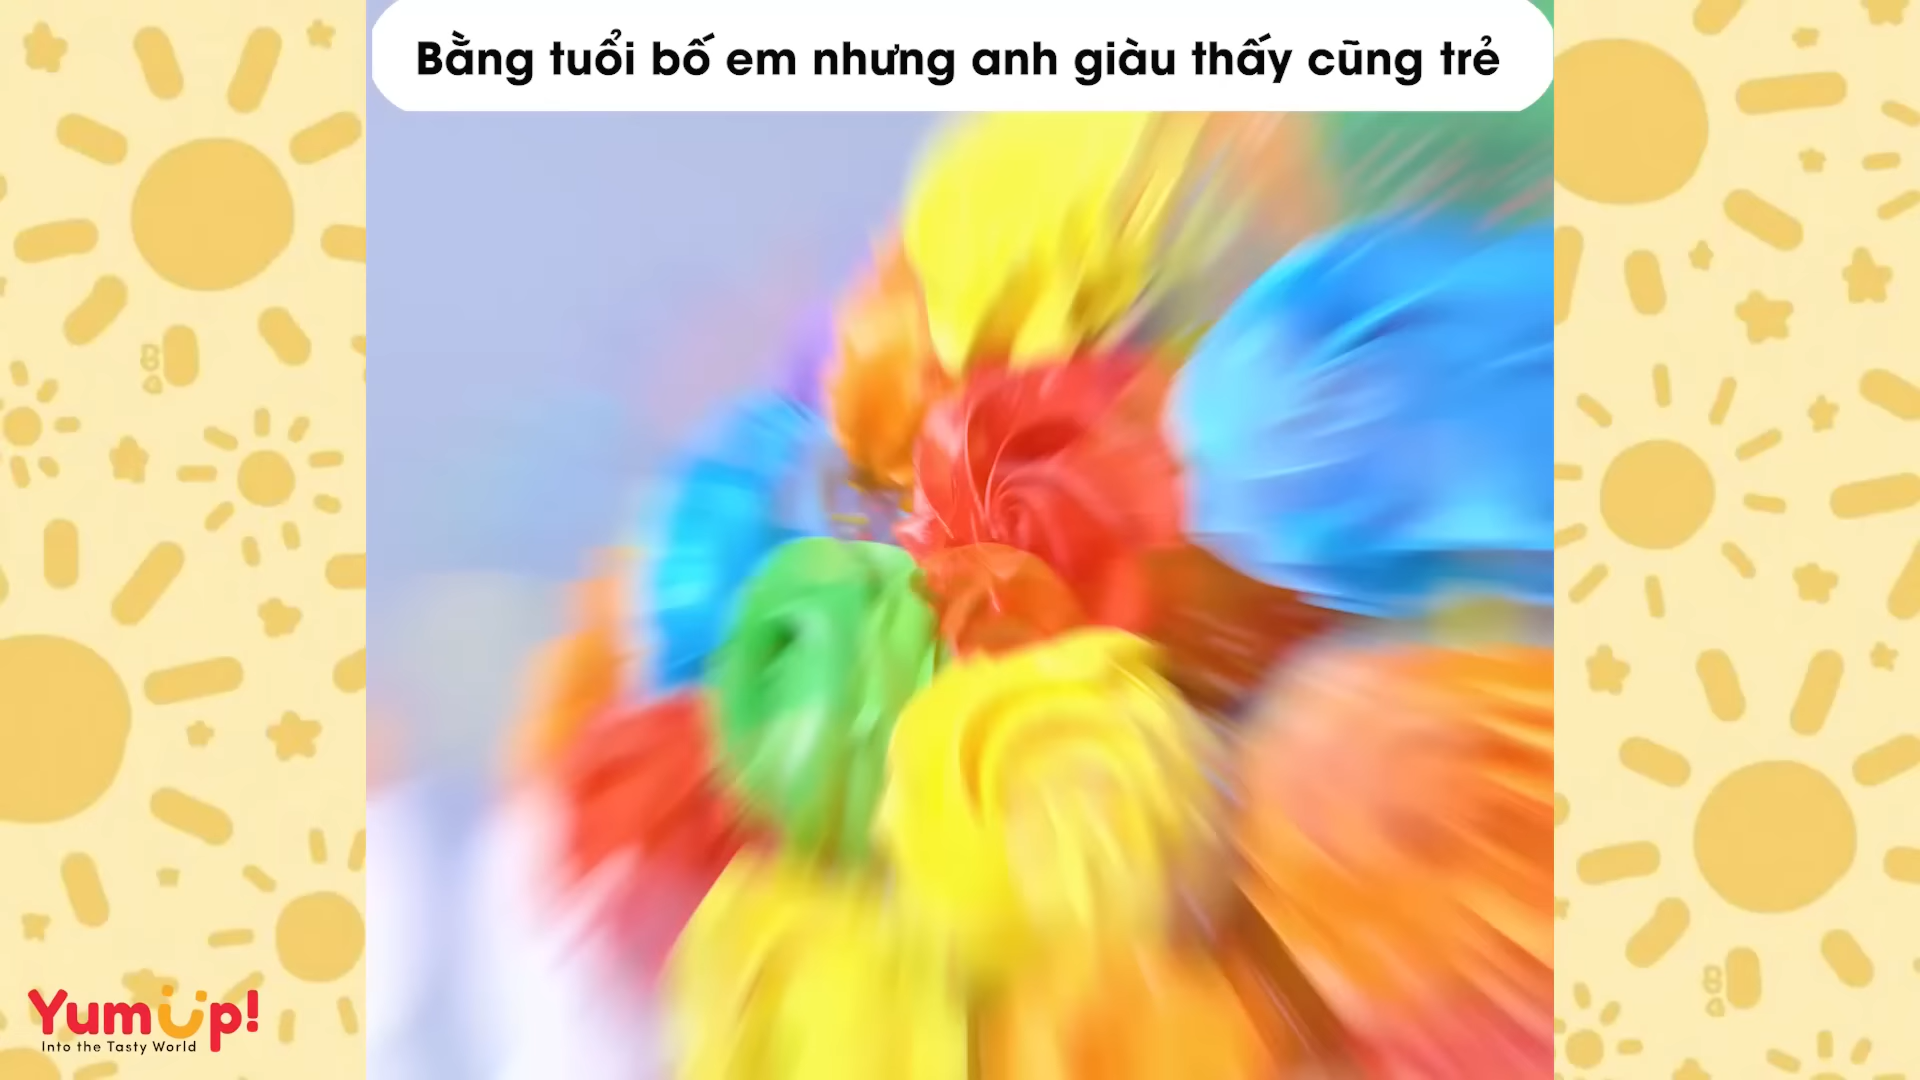 Bằng tuổi bố em nhưng anh giàu thấy cũng trẻ
YumUp!
Into the Tasty World